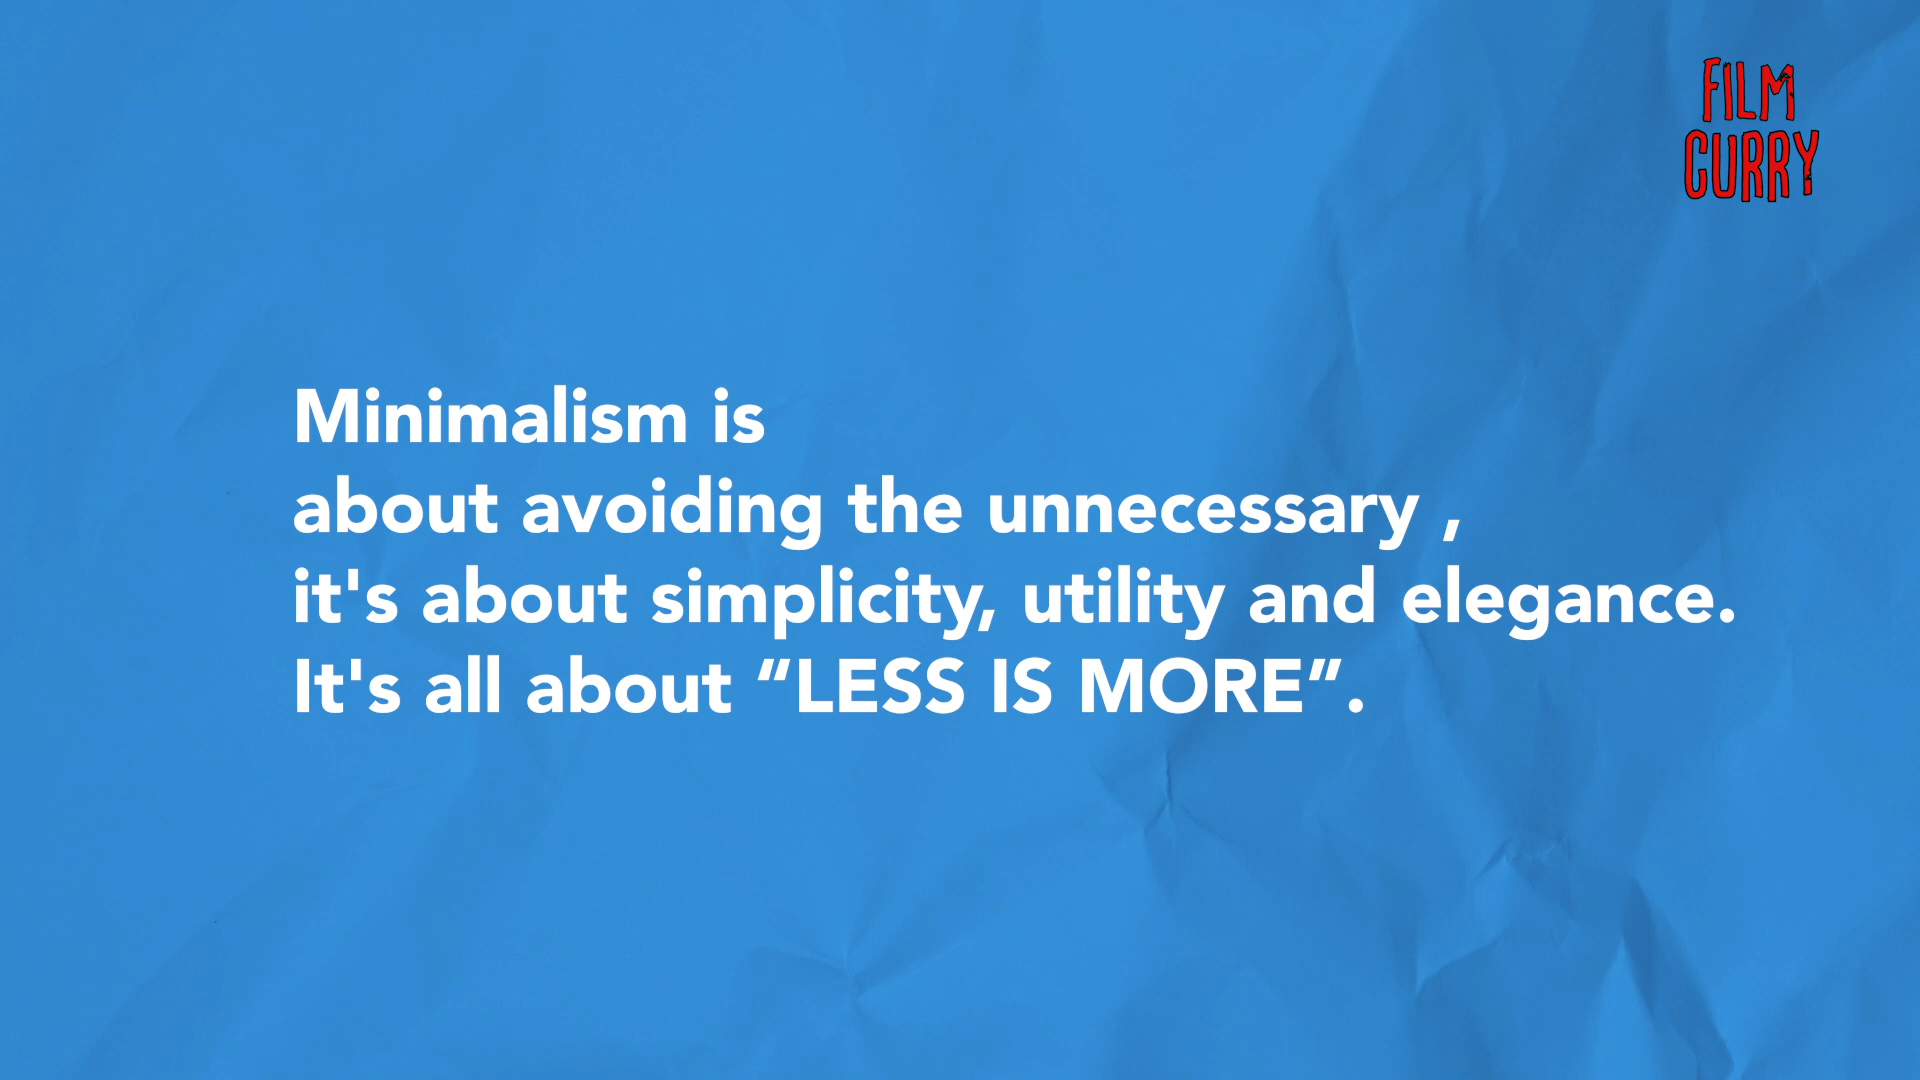 FILM
CURRY
Minimalism is
about avoiding the unnecessary ,
it's about simplicity, utility and elegance.
It's all about “LESS IS MORE”.